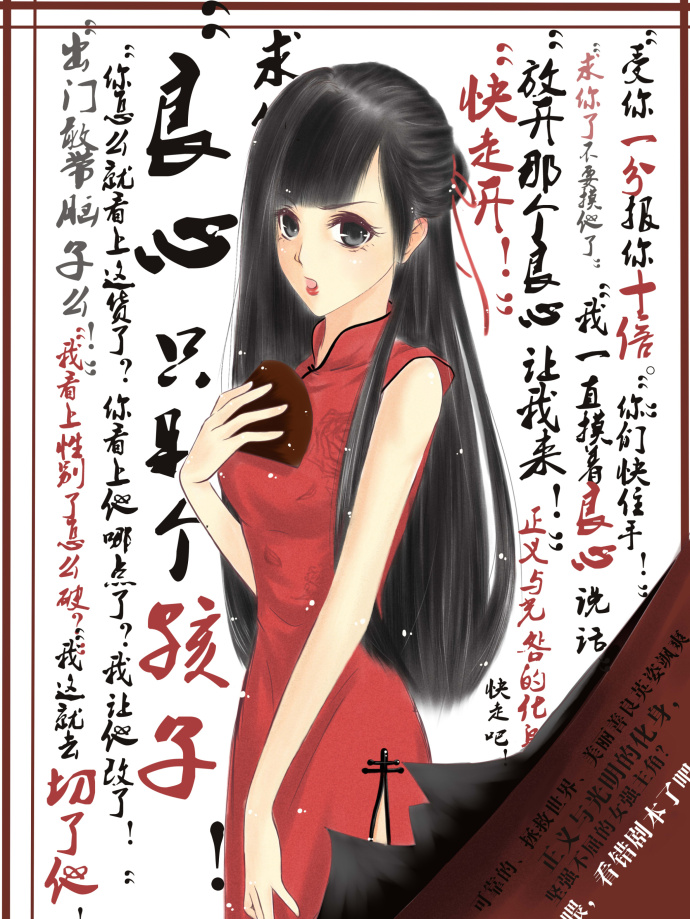 “受你一分报你十倍。
“你们快住手！”
“求你了不要摸他了。”
“我一直摸着良心说话
“放开那个良心让我来！”
正义与光 的化身
快走吧！
“快走开！”
求
“良心只是个孩子！
“你怎么就看上这货了？你看上他哪点了？我让他改了！“
“出门敢带脑子么！”
“我看上性别了怎么破？”
“我这就去切了他！
可靠的、拯救世界、美丽善良英姿飒爽
正义与光明的化身，
坚强不屈的女强主角？
喂，看错剧本了吧